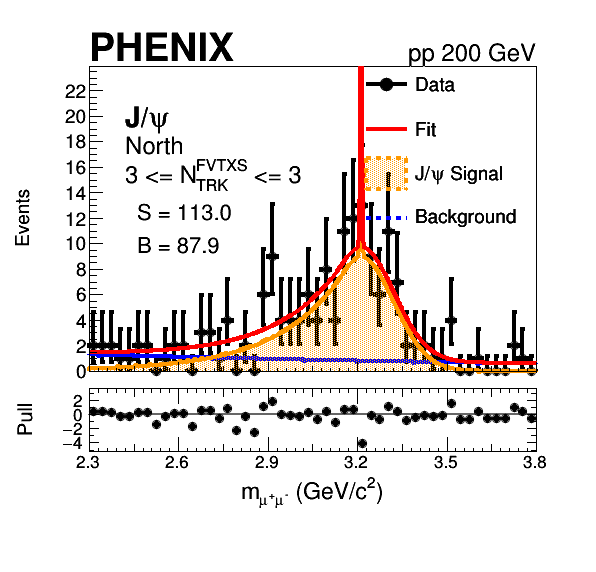 PHENIX pp 200 GeV
Data
Fit
J/ψ Signal
Background
J/ψ
North
3 <= N_TRK^FVTXS <= 3
S = 113.0
B = 87.9
Events
22
20
18
16
14
12
10
8
6
4
2
0
Pull
2
0
−2
−4
2.3 2.6 2.9 3.2 3.5 3.8
m_μ⁺μ⁻ (GeV/c²)